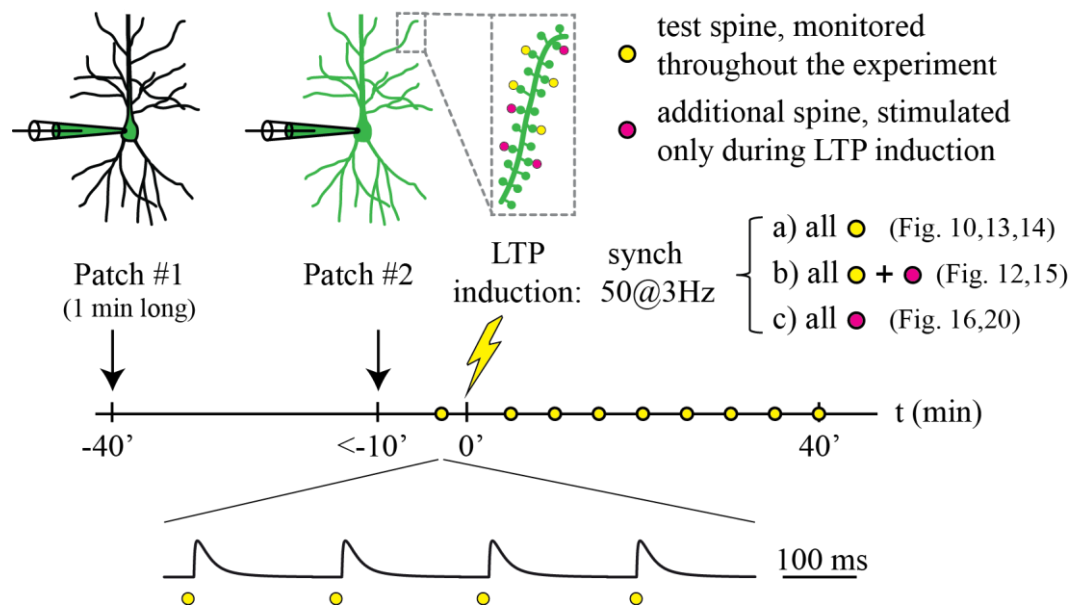 test spine, monitored
throughout the experiment
additional spine, stimulated
only during LTP induction
Patch #1
(1 min long)
Patch #2
LTP
induction:
synch
50@3Hz
a) all (Fig. 10,13,14)
b) all + (Fig. 12,15)
c) all (Fig. 16,20)
-40’ <-10’ 0’ 40’ t (min)
100 ms